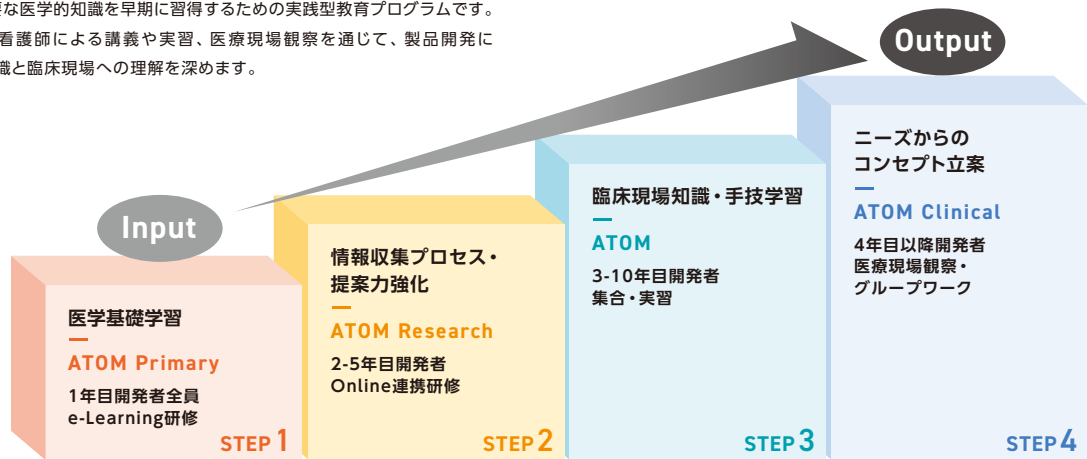 な医学的知識を早期に習得するための実践型教育プログラムです。
看護師による講義や実習、医療現場観察を通じて、製品開発に
識と臨床現場への理解を深めます。
Output
Input
医学基礎学習
ATOM Primary
1年目開発者全員
e-Learning研修
STEP 1
情報収集プロセス・
提案力強化
ATOM Research
2-5年目開発者
Online連携研修
STEP 2
臨床現場知識・手技学習
ATOM
3-10年目開発者
集合・実習
STEP 3
ニーズからの
コンセプト立案
ATOM Clinical
4年目以降開発者
医療現場観察・
グループワーク
STEP 4